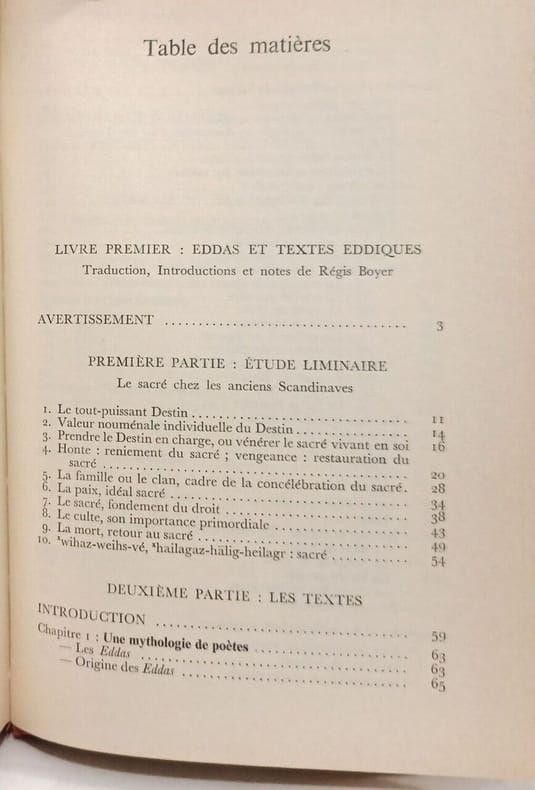 Table des matières
LIVRE PREMIER : EDDAS ET TEXTES EDDIQUES
Traduction, Introductions et notes de Régis Boyer
AVERTISSEMENT .................................. 3
PREMIÈRE PARTIE : ÉTUDE LIMINAIRE
Le sacré chez les anciens Scandinaves
1. Le tout-puissant Destin .............................. 11
2. Valeur nouménale individuelle du Destin ................ 14
3. Prendre le Destin en charge, ou vénérer le sacré vivant en soi 16
4. Honte : reniement du sacré ; vengeance : restauration du
sacré ............................................ 20
5. La famille ou le clan, cadre de la concélébration du sacré. 28
6. La paix, idéal sacré .................................. 34
7. Le sacré, fondement du droit .......................... 38
8. Le culte, son importance primordiale .................. 43
9. La mort, retour au sacré .............................. 49
10. *wihaz-weihs-vé, *hailagaz-hälig-heilagr : sacré ........... 54
DEUXIÈME PARTIE : LES TEXTES
INTRODUCTION .................................... 59
Chapitre 1 : Une mythologie de poètes ...................... 63
— Les Eddas ...................................... 63
— Origine des Eddas ................................ 65